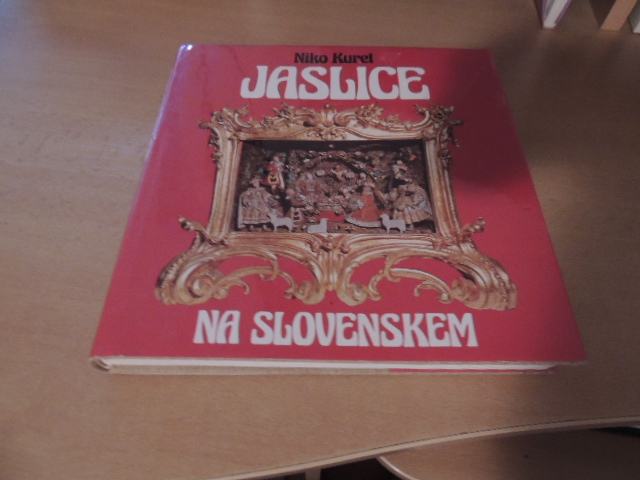 Niko Kuret
JASLICE
NA SLOVENSKEM